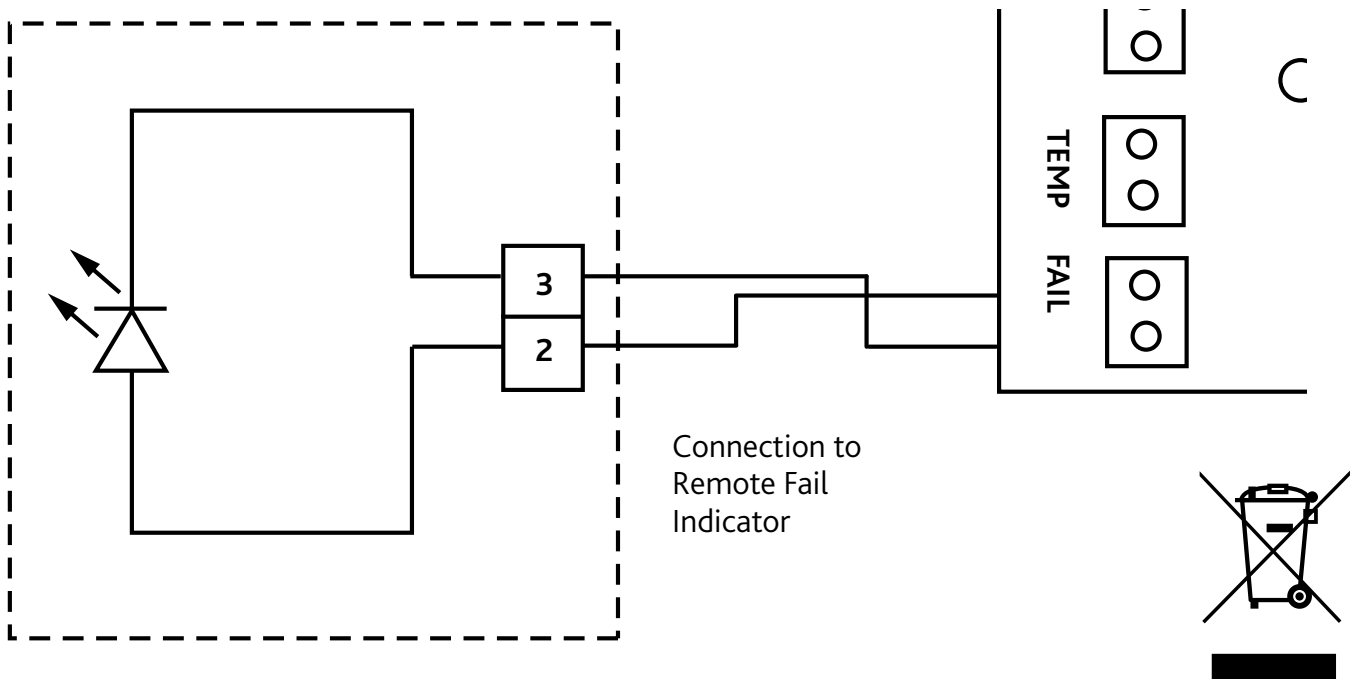 TEMP
FAIL
3
2
Connection to
Remote Fail
Indicator